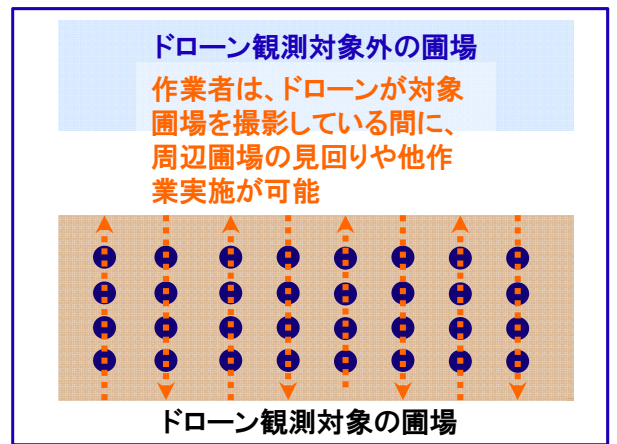 ドローン観測対象外の圃場
作業者は、ドローンが対象
圃場を撮影している間に、
周辺圃場の見回りや他作
業実施が可能
ドローン観測対象の圃場